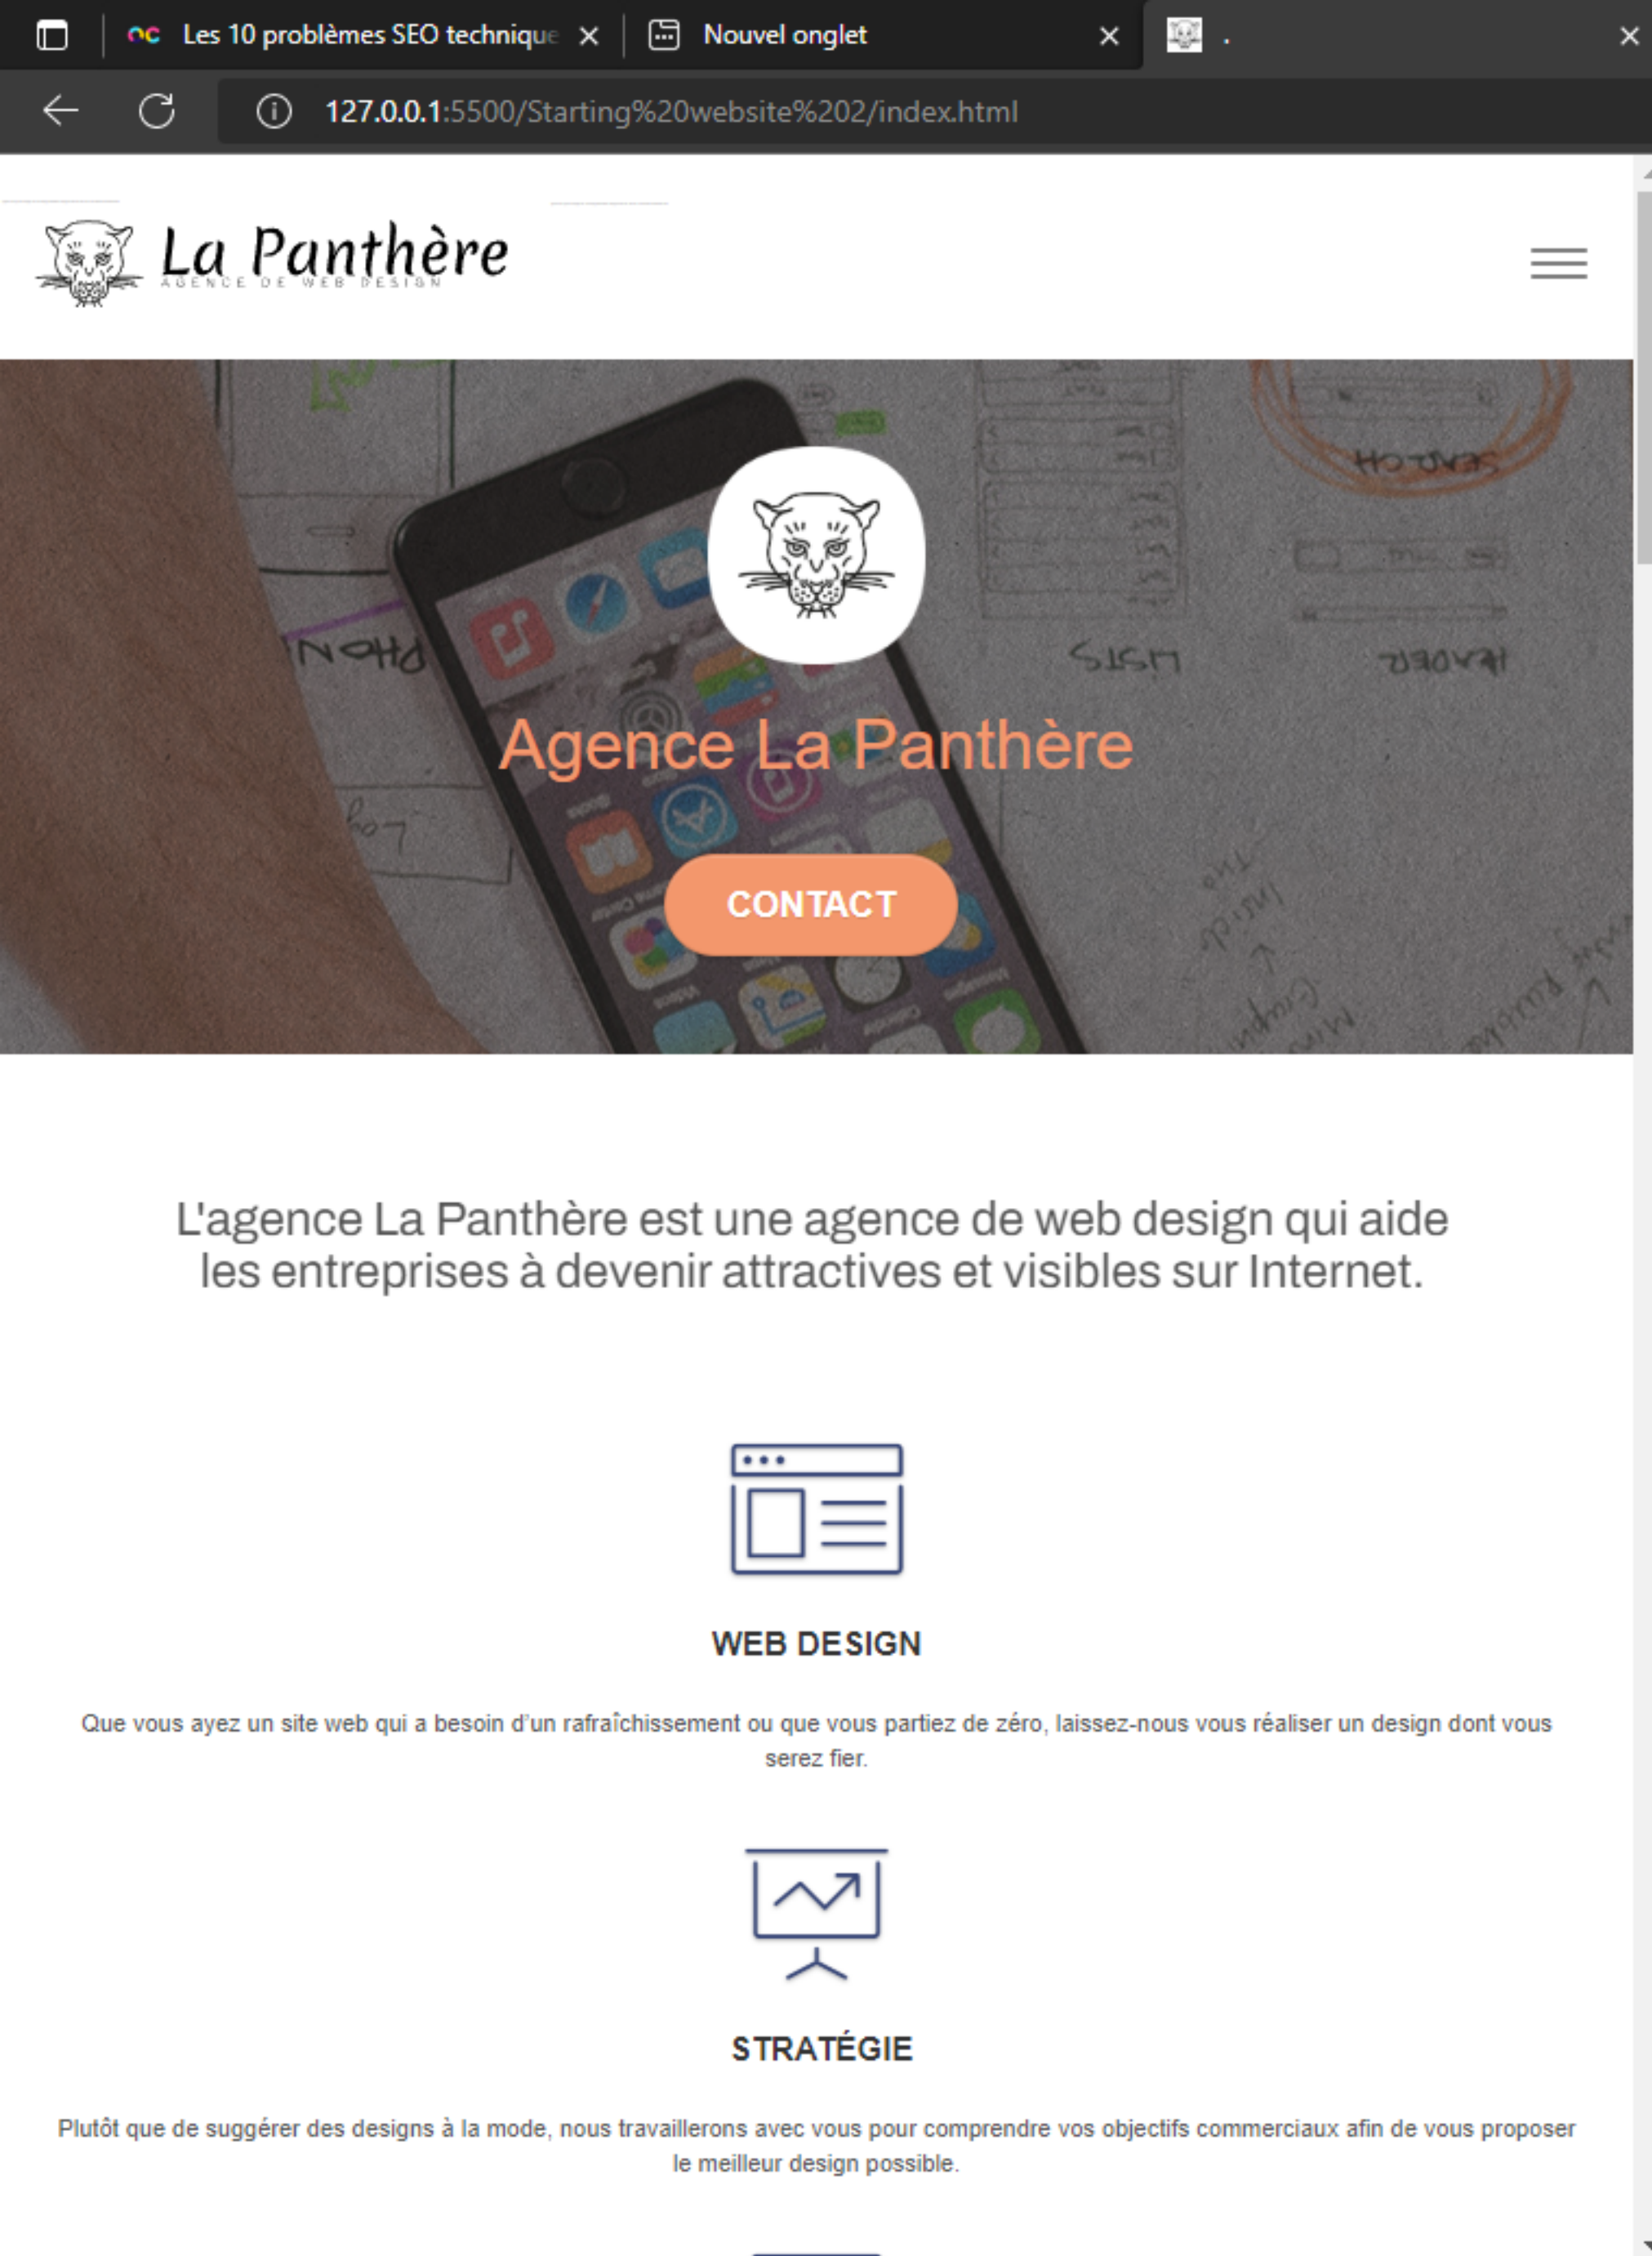 Les 10 problèmes SEO technique
Nouvel onglet
.
127.0.0.1:5500/Starting%20website%202/index.html
La Panthère
AGENCE DE WEB DESIGN
SEARCH
PHON
LISTS
HEADER
Agence La Panthère
CONTACT
L'agence La Panthère est une agence de web design qui aide
les entreprises à devenir attractives et visibles sur Internet.
WEB DESIGN
Que vous ayez un site web qui a besoin d’un rafraîchissement ou que vous partiez de zéro, laissez-nous vous réaliser un design dont vous
serez fier.
STRATÉGIE
Plutôt que de suggérer des designs à la mode, nous travaillerons avec vous pour comprendre vos objectifs commerciaux afin de vous proposer
le meilleur design possible.